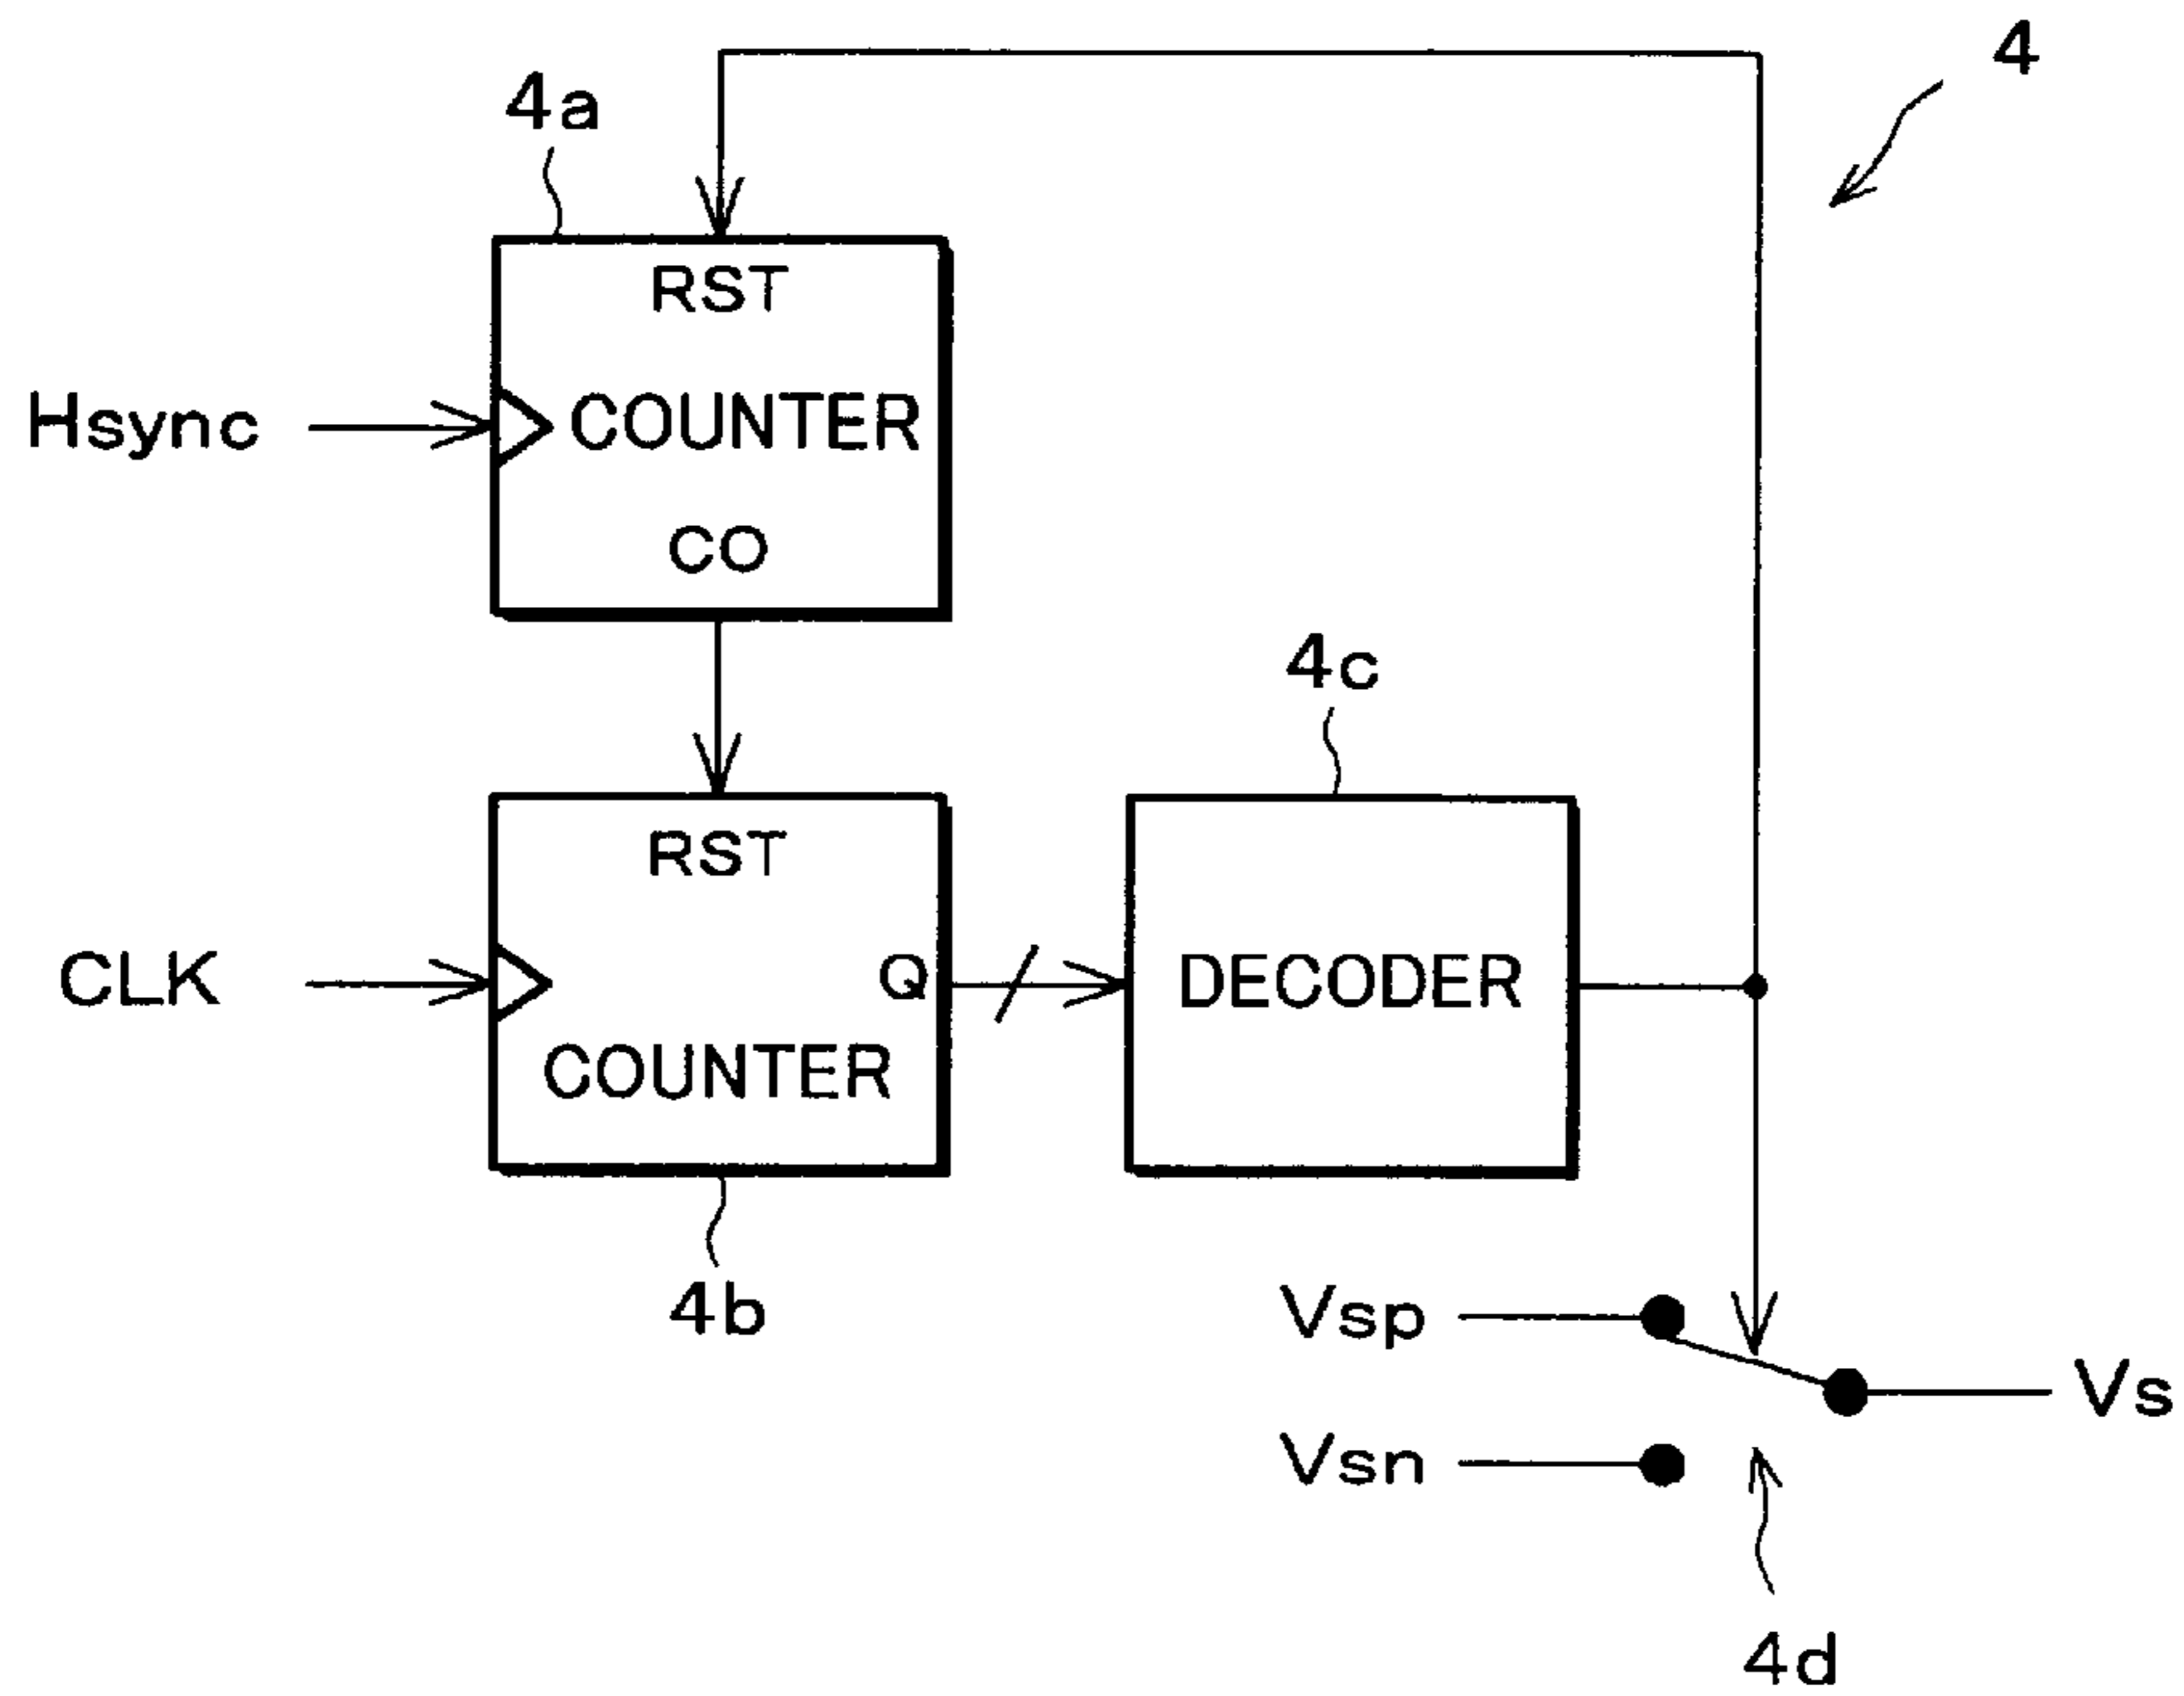 4
4a
RST
Hsync
COUNTER
CO
4c
RST
CLK
Q
DECODER
COUNTER
4b
Vsp
Vs
Vsn
4d